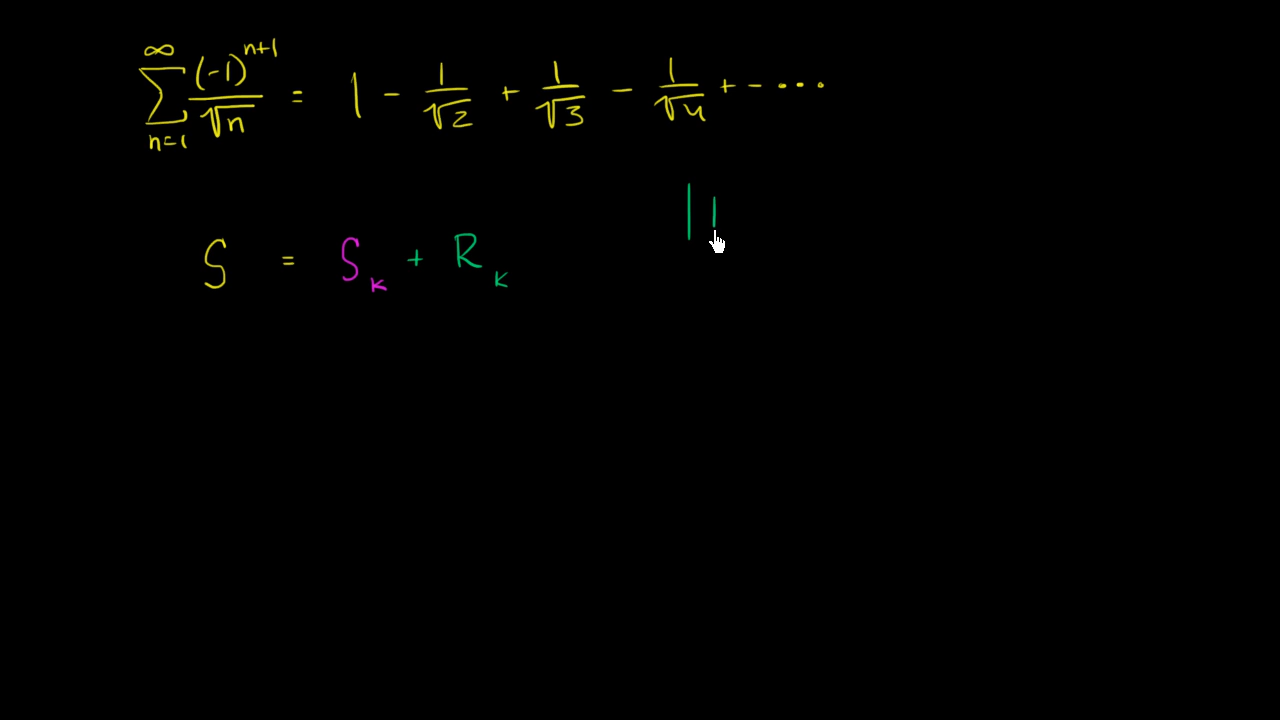 ∑_{n=1}^{∞} (-1)^{n+1}/√n = 1 - 1/√2 + 1/√3 - 1/√4 + - ···
S = S_k + R_k